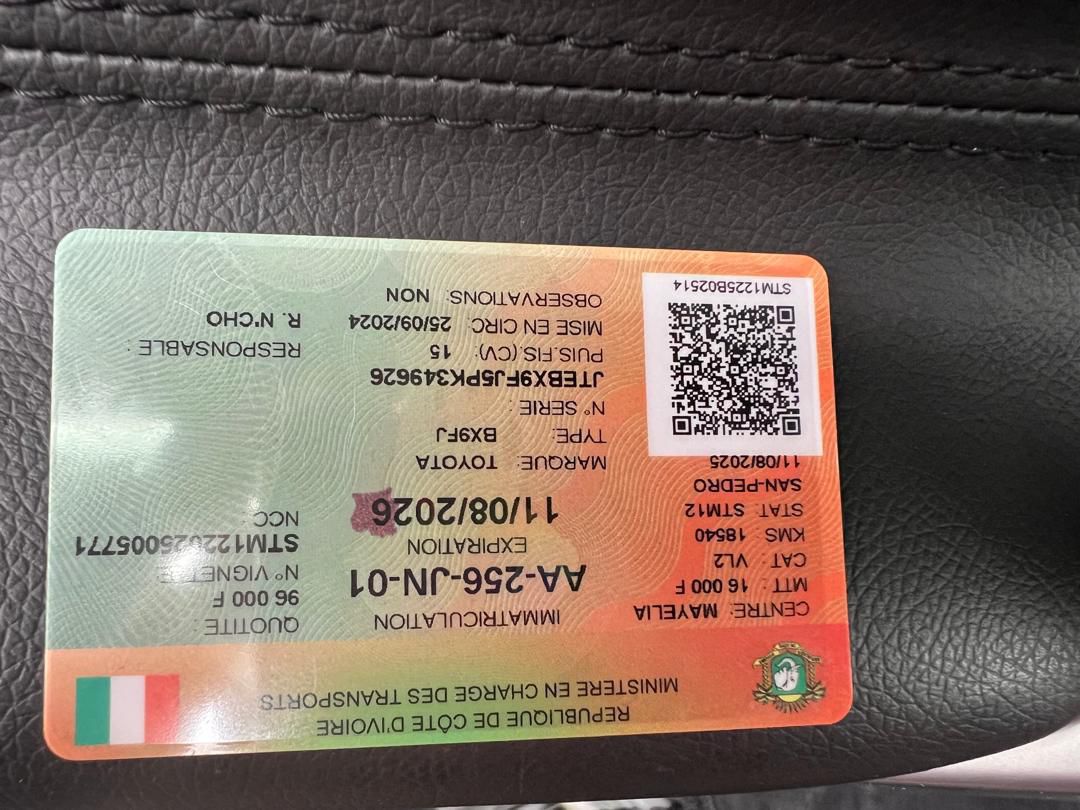 REPUBLIQUE DE CÔTE D'IVOIRE
MINISTERE EN CHARGE DES TRANSPORTS
CENTRE: MAYELIA
MTT: 16 000 F
CAT: VL2
KMS: 18540
STAT: STM12
SAN-PEDRO
11/08/2025
STM1225B02514
IMMATRICULATION
AA-256-JN-01
EXPIRATION
11/08/2026
MARQUE: TOYOTA
TYPE: BX9FJ
N° SERIE :
JTEBX9FJ5PK349626
PUIS.FIS.(CV): 15
MISE EN CIRC 25/09/2024
OBSERVATIONS: NON
QUOTITE :
96 000 F
N° VIGNETTE
STM122025005771
NCC :
RESPONSABLE :
R. N'CHO